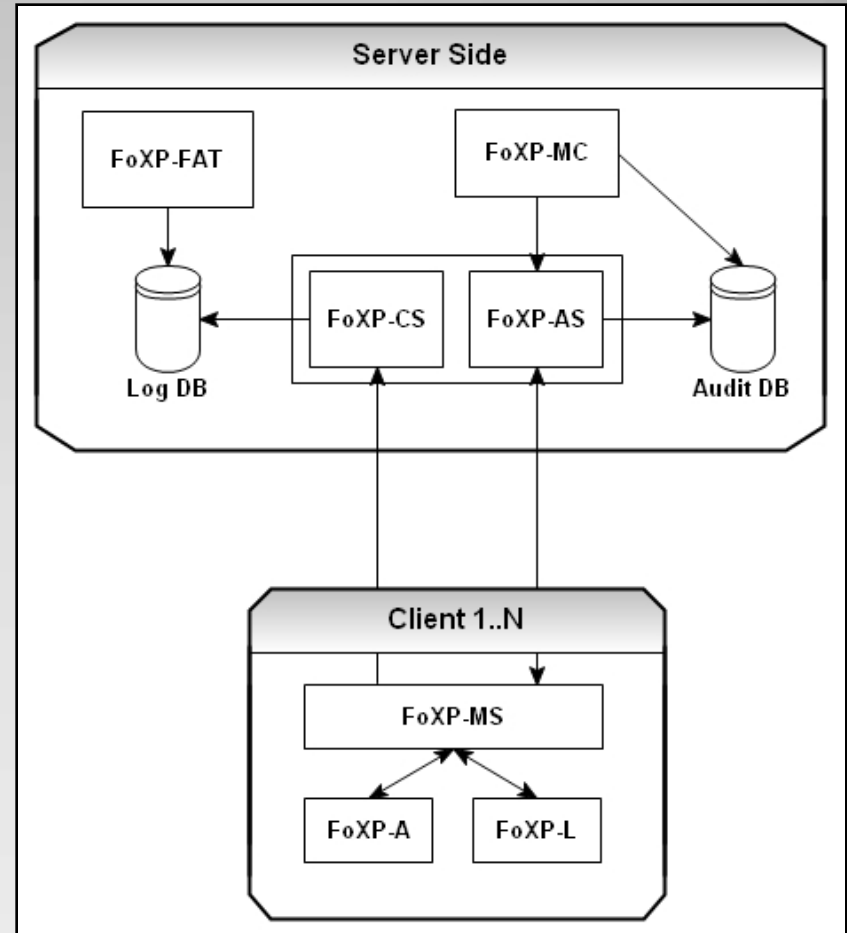 Server Side
FoXP-FAT
FoXP-MC
FoXP-CS
FoXP-AS
Log DB
Audit DB
Client 1..N
FoXP-MS
FoXP-A
FoXP-L